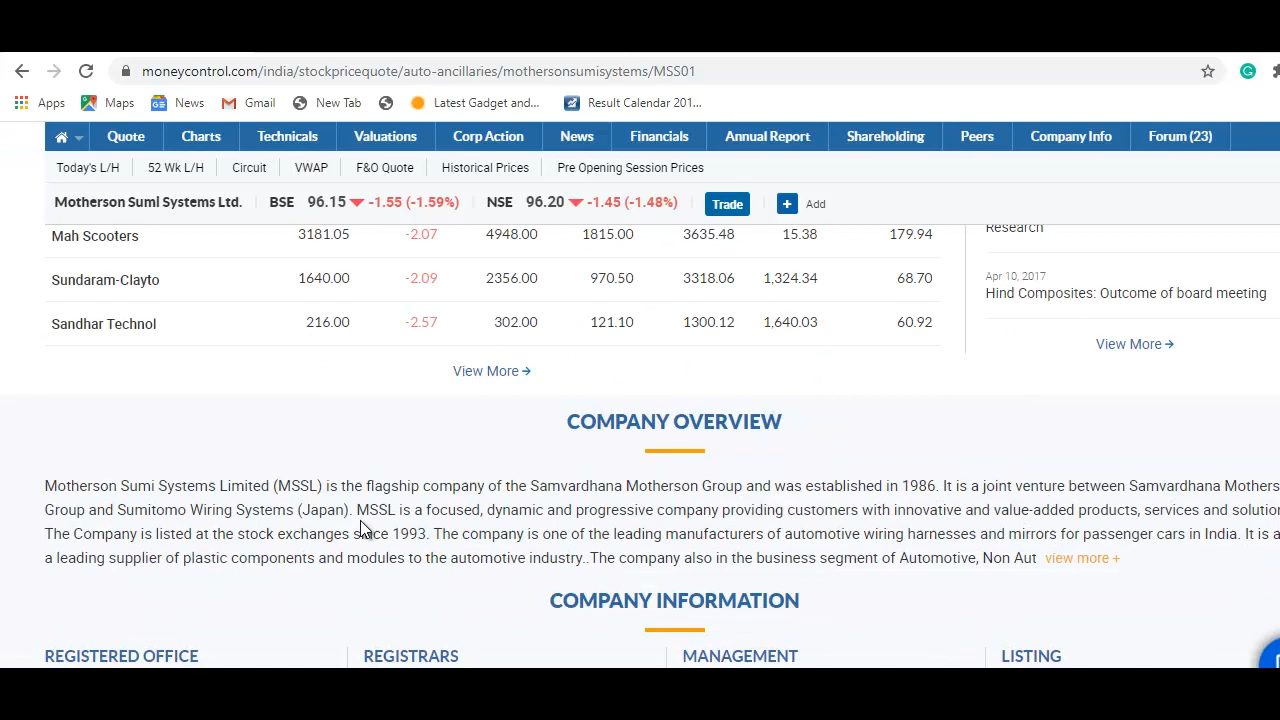 moneycontrol.com/india/stockpricequote/auto-ancillaries/mothersonsumisystems/MSS01
Apps Maps News Gmail New Tab Latest Gadget and... Result Calendar 201...
Quote Charts Technicals Valuations Corp Action News Financials Annual Report Shareholding Peers Company Info Forum (23)
Today's L/H 52 Wk L/H Circuit VWAP F&O Quote Historical Prices Pre Opening Session Prices
Motherson Sumi Systems Ltd. BSE 96.15 -1.55 (-1.59%) NSE 96.20 -1.45 (-1.48%) Trade + Add
Mah Scooters 3181.05 -2.07 4948.00 1815.00 3635.48 15.38 179.94
Research
Sundaram-Clayto 1640.00 -2.09 2356.00 970.50 3318.06 1,324.34 68.70
Apr 10, 2017
Hind Composites: Outcome of board meeting
Sandhar Technol 216.00 -2.57 302.00 121.10 1300.12 1,640.03 60.92
View More
View More
COMPANY OVERVIEW
Motherson Sumi Systems Limited (MSSL) is the flagship company of the Samvardhana Motherson Group and was established in 1986. It is a joint venture between Samvardhana Mothers
Group and Sumitomo Wiring Systems (Japan). MSSL is a focused, dynamic and progressive company providing customers with innovative and value-added products, services and solution
The Company is listed at the stock exchanges since 1993. The company is one of the leading manufacturers of automotive wiring harnesses and mirrors for passenger cars in India. It is a
a leading supplier of plastic components and modules to the automotive industry..The company also in the business segment of Automotive, Non Aut view more +
COMPANY INFORMATION
REGISTERED OFFICE REGISTRARS MANAGEMENT LISTING